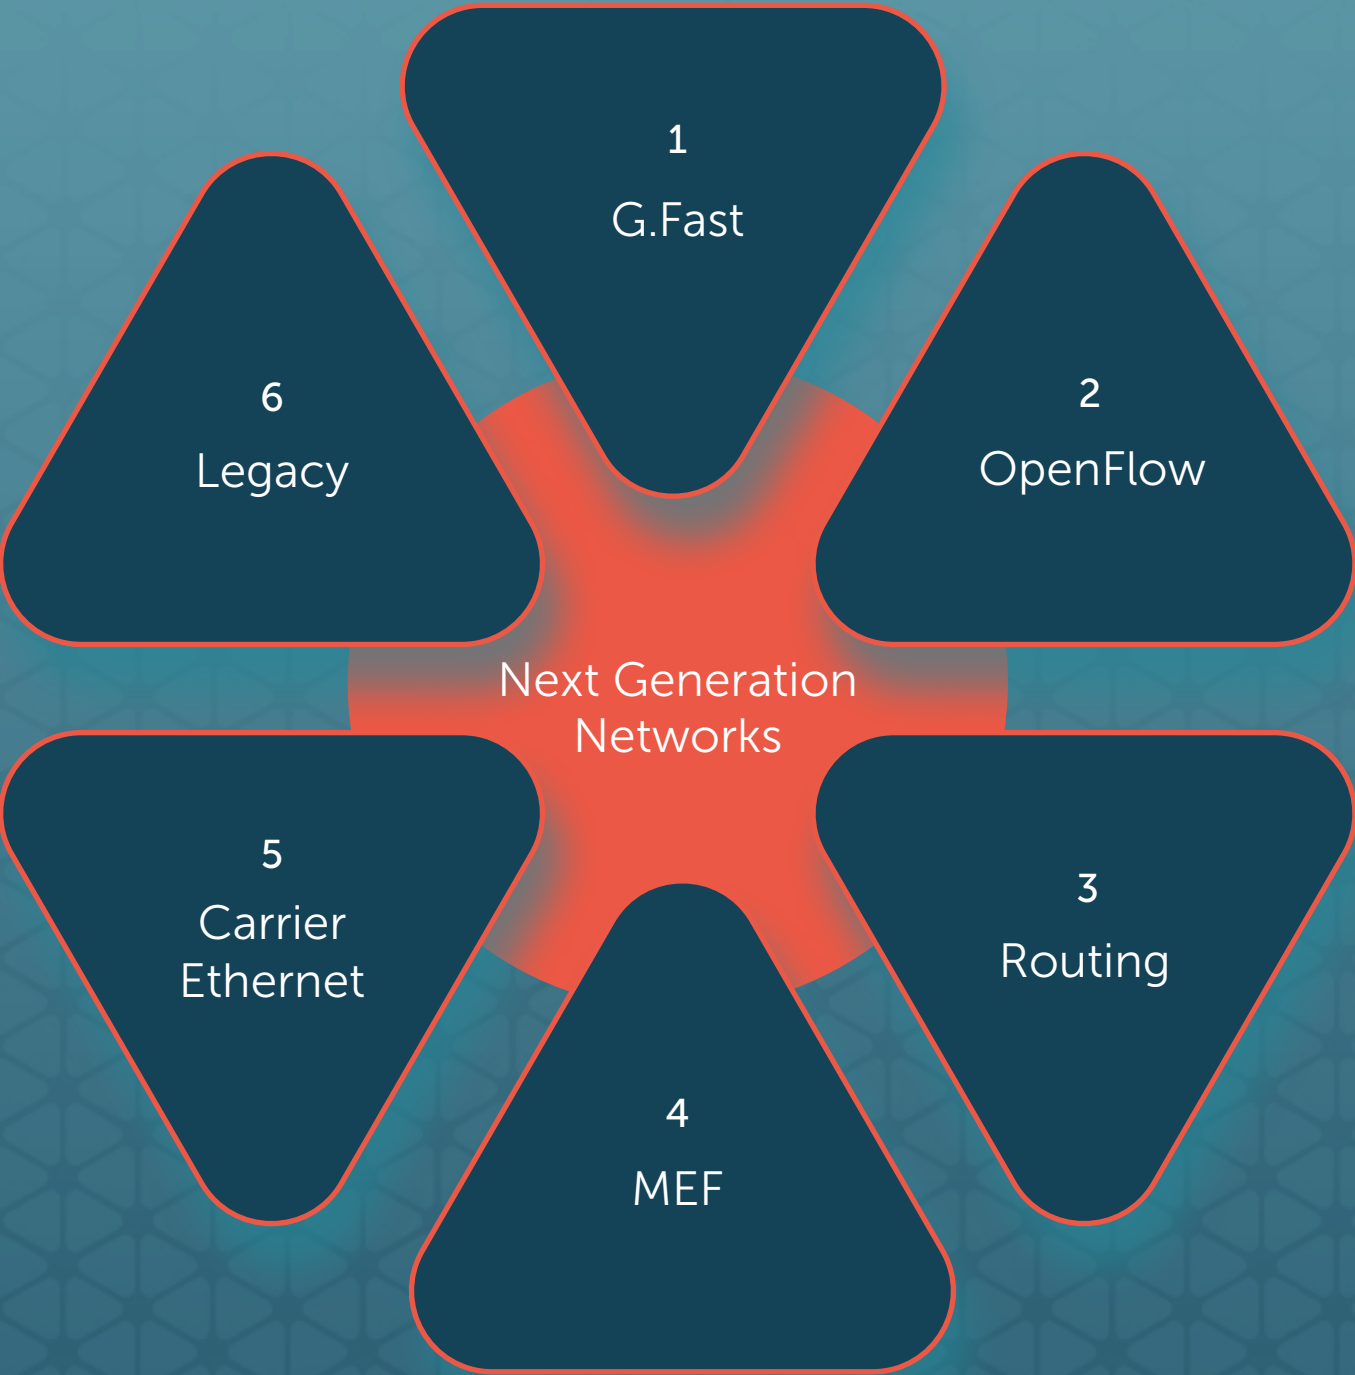 1
G.Fast
2
OpenFlow
3
Routing
4
MEF
5
Carrier
Ethernet
6
Legacy
Next Generation
Networks